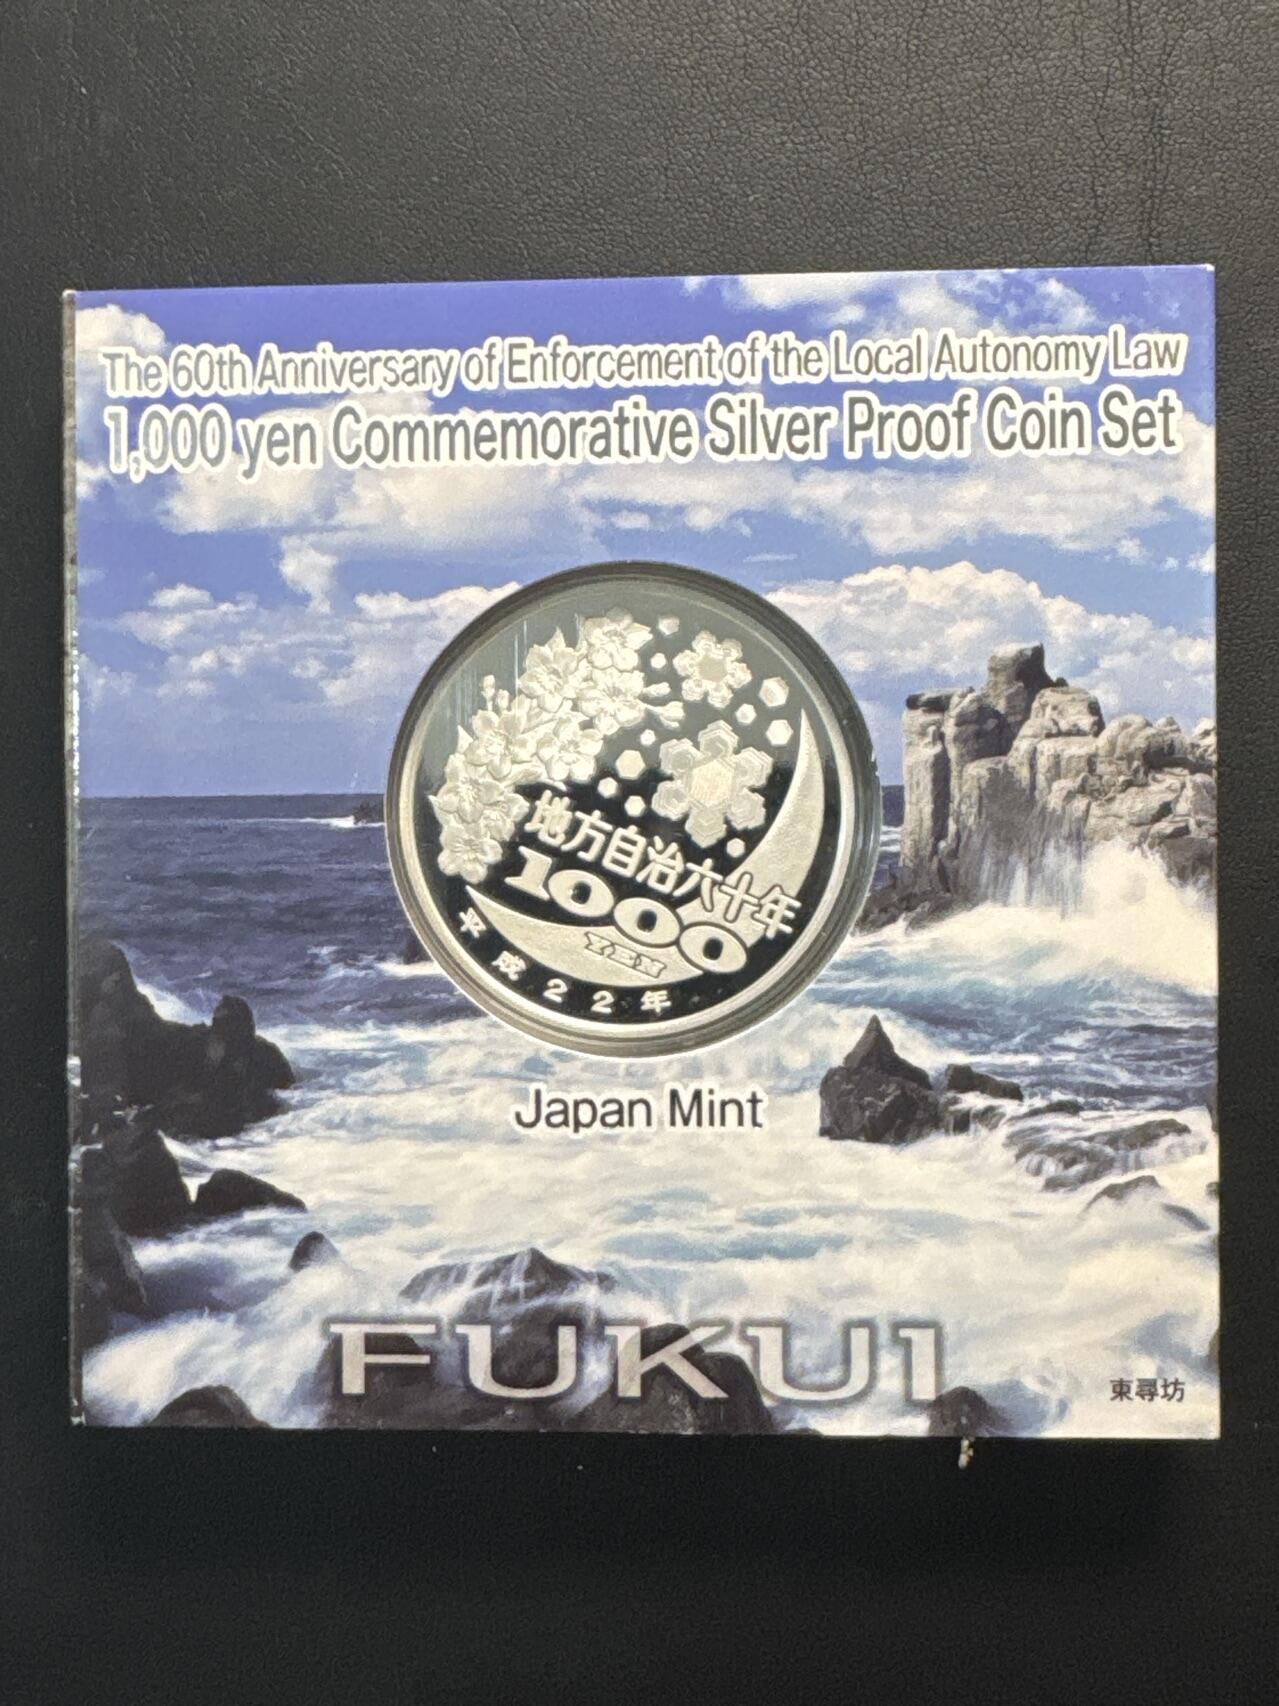 The 60th Anniversary of Enforcement of the Local Autonomy Law
1,000 yen Commemorative Silver Proof Coin Set
地方自治六十年
1000
YEN
平成22年
Japan Mint
FUKUI
東尋坊